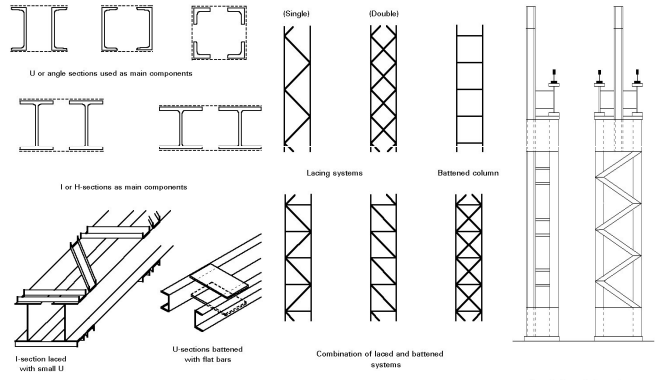 (Single)
(Double)
U or angle sections used as main components
Lacing systems
Battened column
I or H-sections as main components
I-section laced
with small U
U-sections battened
with flat bars
Combination of laced and battened
systems